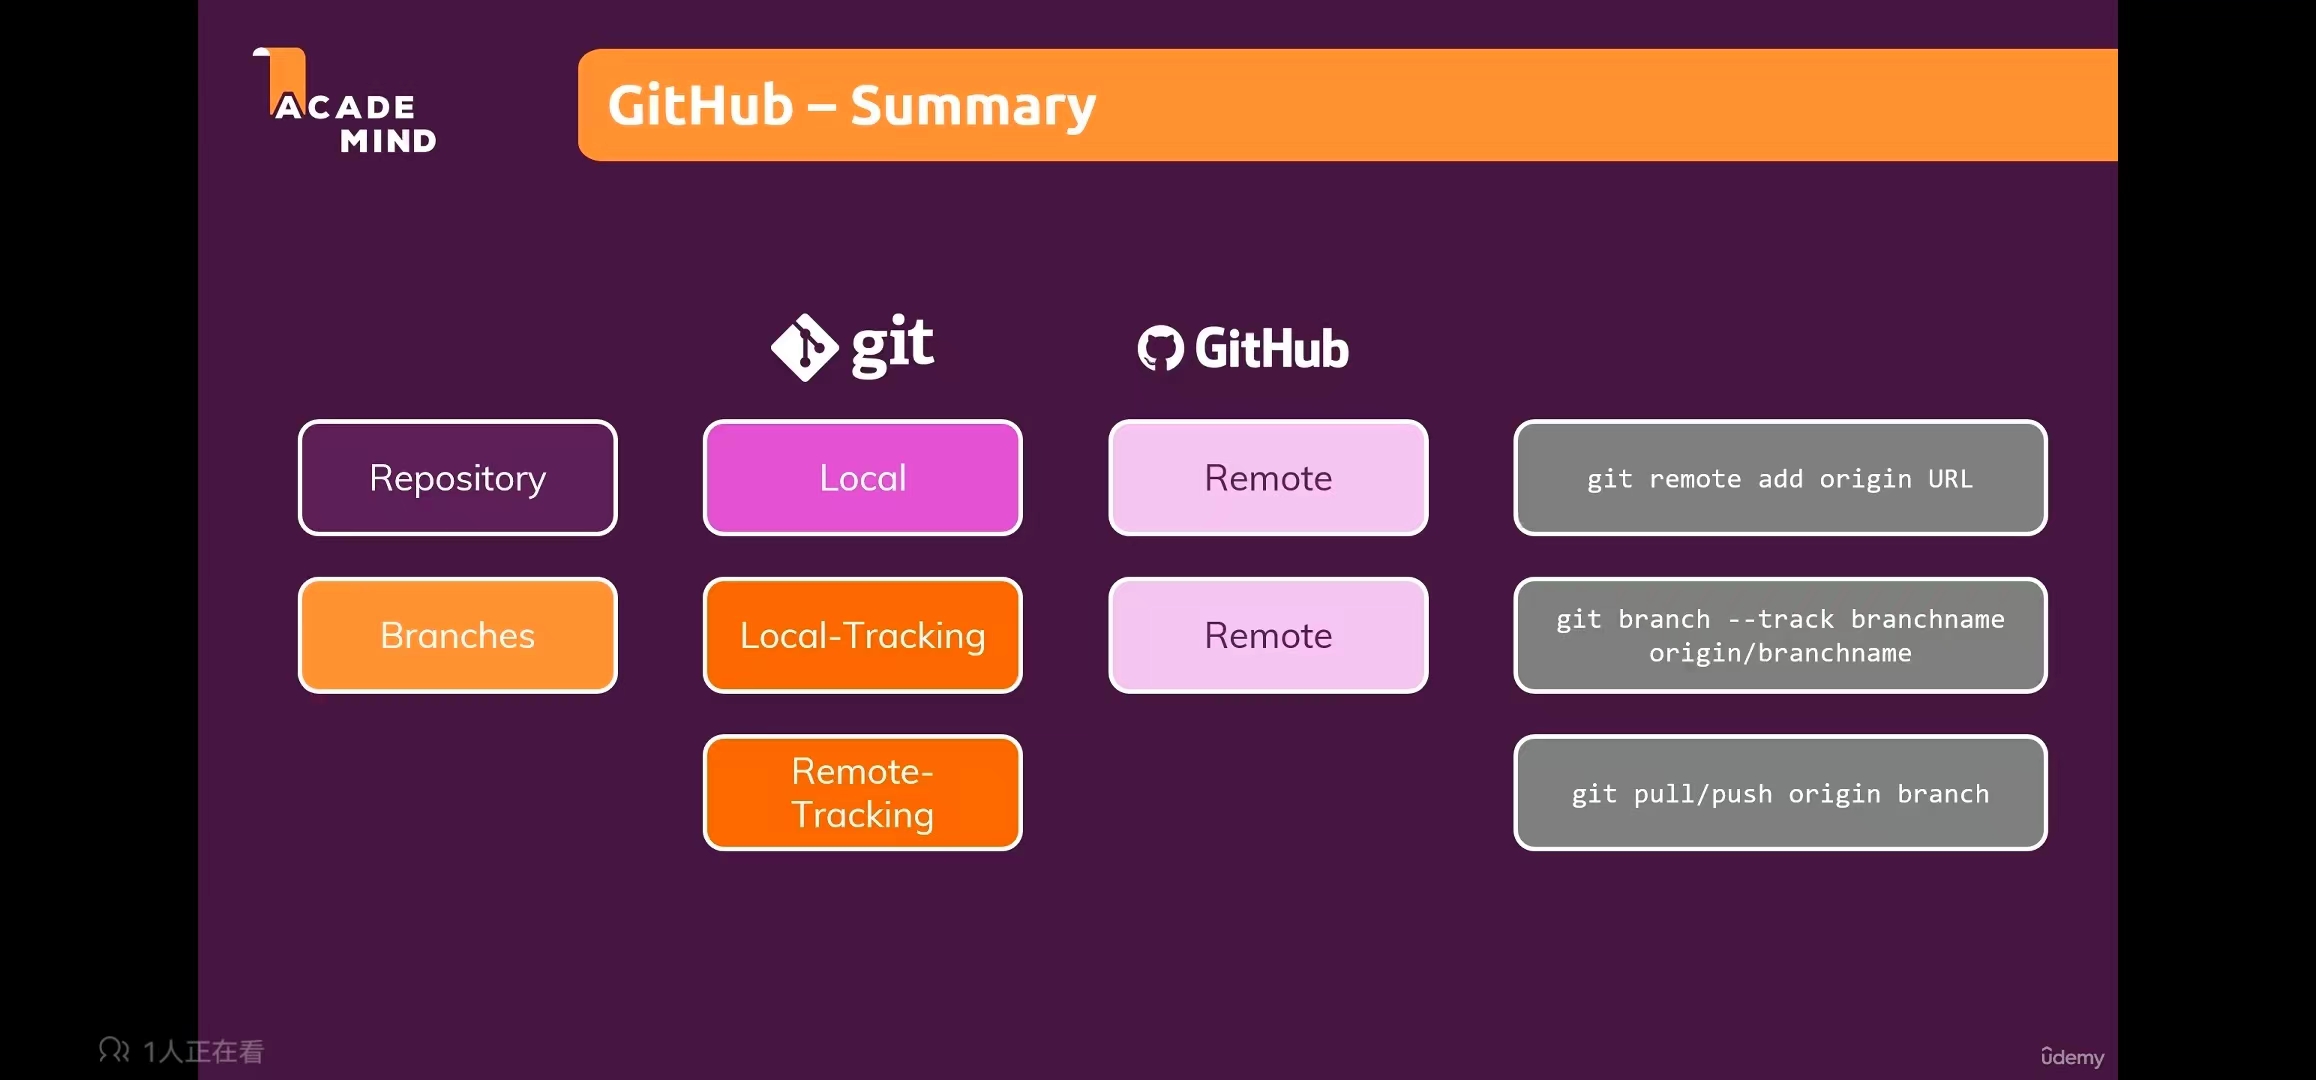 ACADE
MIND
GitHub – Summary
git
GitHub
Repository
Local
Remote
git remote add origin URL
Branches
Local-Tracking
Remote
git branch --track branchname
origin/branchname
Remote-
Tracking
git pull/push origin branch
1人正在看
udemy